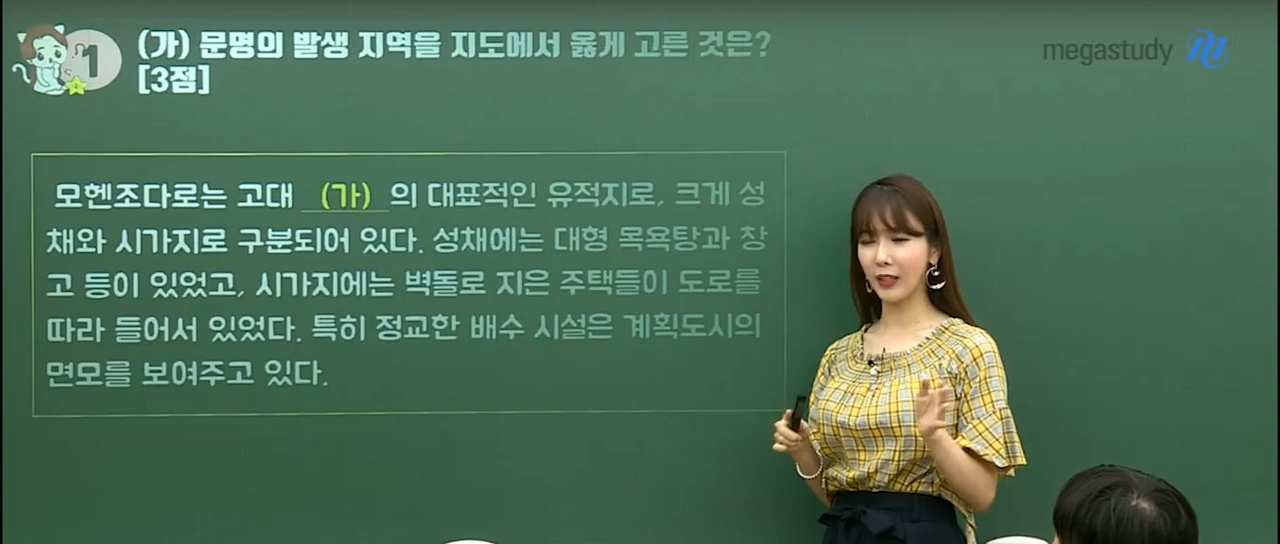 1 (가) 문명의 발생 지역을 지도에서 옳게 고른 것은?
[3점]
megastudy
모헨조다로는 고대 (가) 의 대표적인 유적지로, 크게 성
채와 시가지로 구분되어 있다. 성채에는 대형 목욕탕과 창
고 등이 있었고, 시가지에는 벽돌로 지은 주택들이 도로를
따라 들어서 있었다. 특히 정교한 배수 시설은 계획도시의
면모를 보여주고 있다.